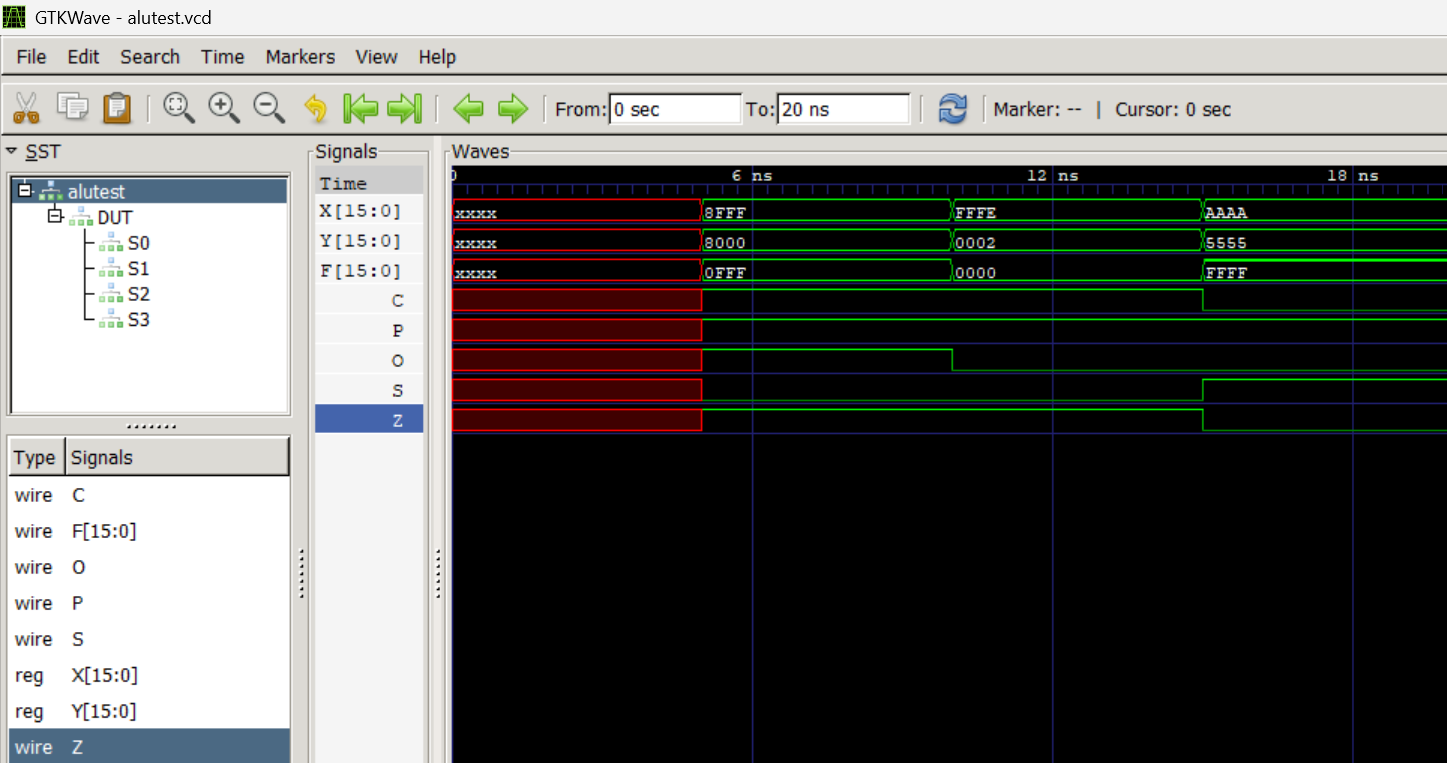 GTKWave - alutest.vcd
File Edit Search Time Markers View Help
From: 0 sec To: 20 ns Marker: -- | Cursor: 0 sec
SST
alutest
DUT
S0
S1
S2
S3
Type Signals
wire C
wire F[15:0]
wire O
wire P
wire S
reg X[15:0]
reg Y[15:0]
wire Z
Signals
Time
X[15:0]
Y[15:0]
F[15:0]
C
P
O
S
Z
Waves
0 6 ns 12 ns 18 ns
xxxx 8FFF FFFE AAAA
xxxx 8000 0002 5555
xxxx 0FFF 0000 FFFF